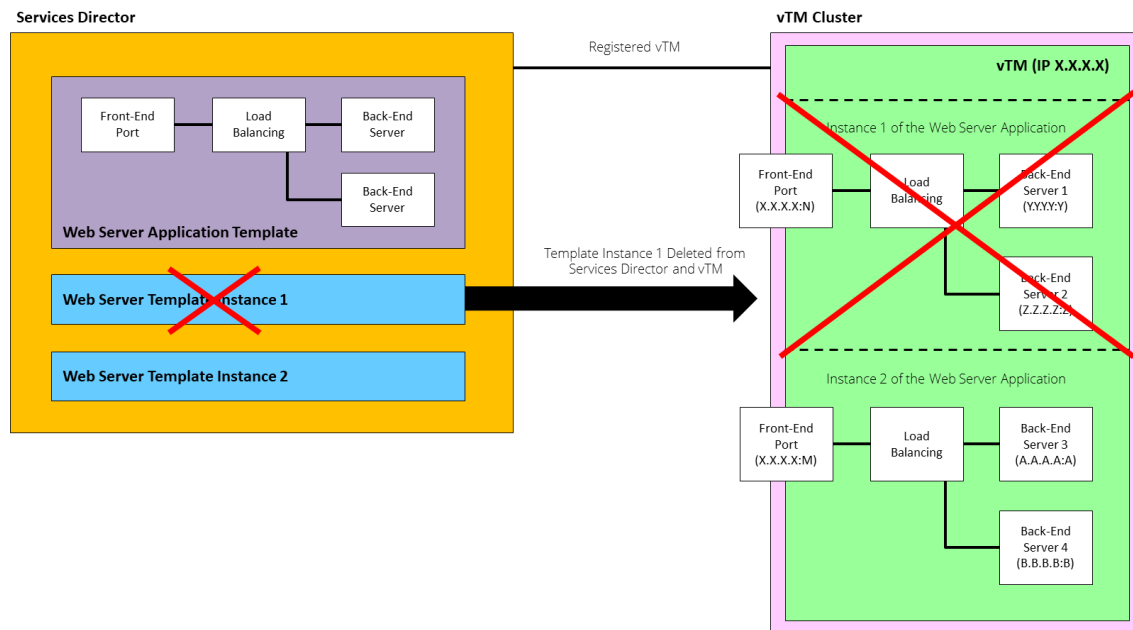 Services Director
vTM Cluster
Registered vTM
Front-End
Port
Load
Balancing
Back-End
Server
Back-End
Server
Web Server Application Template
Web Server Template Instance 1
Web Server Template Instance 2
Template Instance 1 Deleted from
Services Director and vTM
vTM (IP X.X.X.X)
Instance 1 of the Web Server Application
Front-End
Port
(X.X.X.X:N)
Load
Balancing
Back-End
Server 1
(Y.Y.Y.Y:Y)
Back-End
Server 2
(Z.Z.Z.Z:Z)
Instance 2 of the Web Server Application
Front-End
Port
(X.X.X.X:M)
Load
Balancing
Back-End
Server 3
(A.A.A.A:A)
Back-End
Server 4
(B.B.B.B:B)